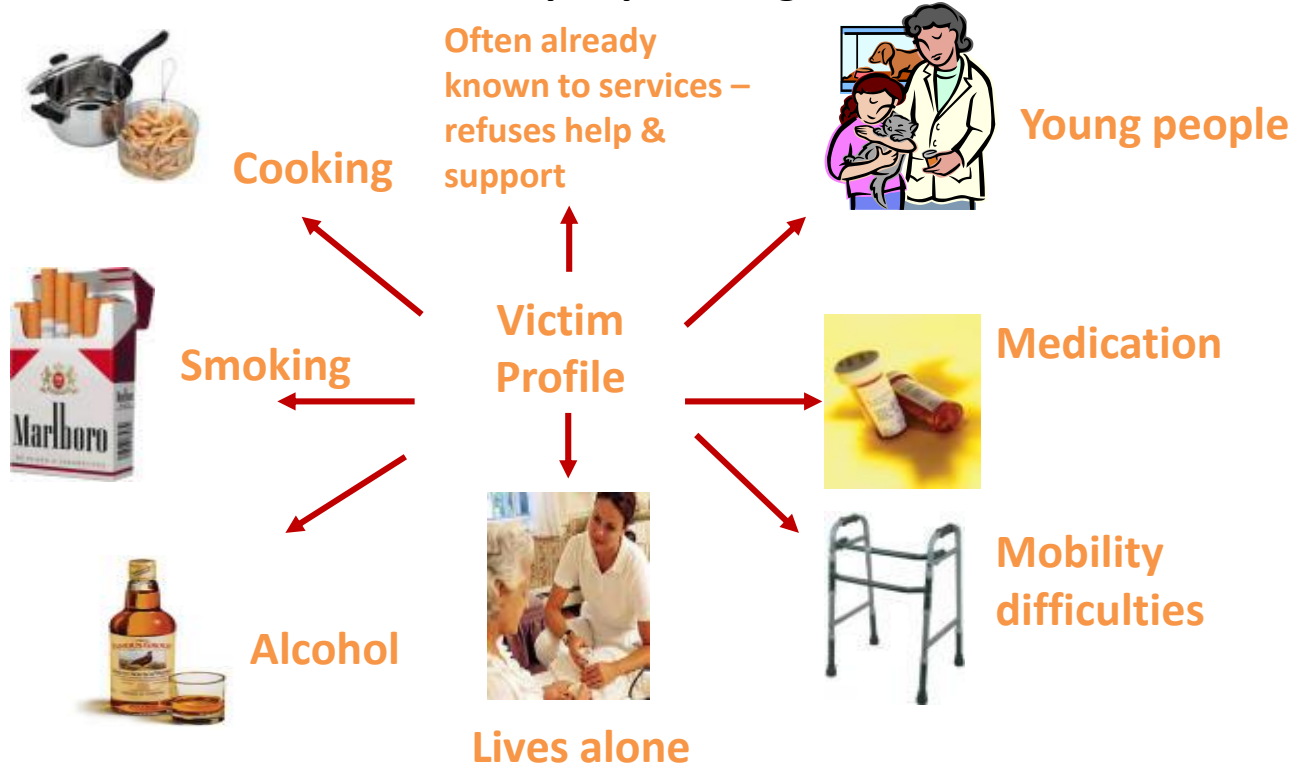 Often already
known to services –
refuses help &
support
Cooking
Young people
Victim
Profile
Smoking
Marlboro
Medication
Alcohol
Mobility
difficulties
Lives alone